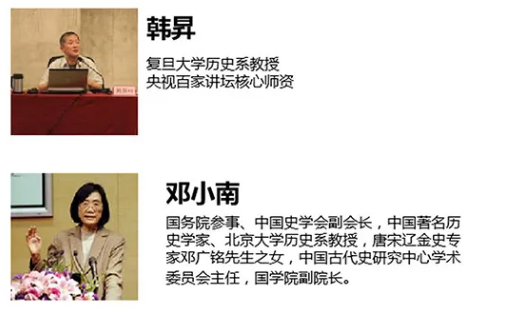 韩昇
复旦大学历史系教授
央视百家讲坛核心师资
邓小南
国务院参事、中国史学会副会长，中国著名历
史学家、北京大学历史系教授，唐宋辽金史专
家邓广铭先生之女，中国古代史研究中心学术
委员会主任，国学院副院长。